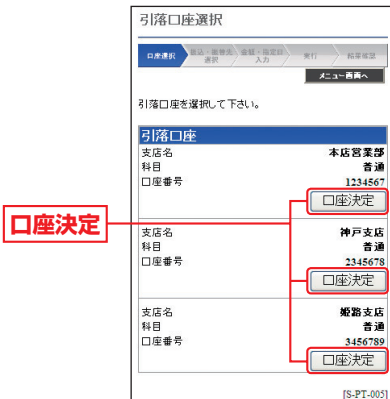 引落口座選択
口座選択
振込・振替先
選択
金額・指定日
入力
実行
結果確認
メニュー画面へ
引落口座を選択して下さい。
引落口座
支店名 本店営業部
科目 普通
口座番号 1234567
口座決定
口座決定
支店名 神戸支店
科目 普通
口座番号 2345678
口座決定
支店名 姫路支店
科目 普通
口座番号 3456789
口座決定
[S-PT-005]